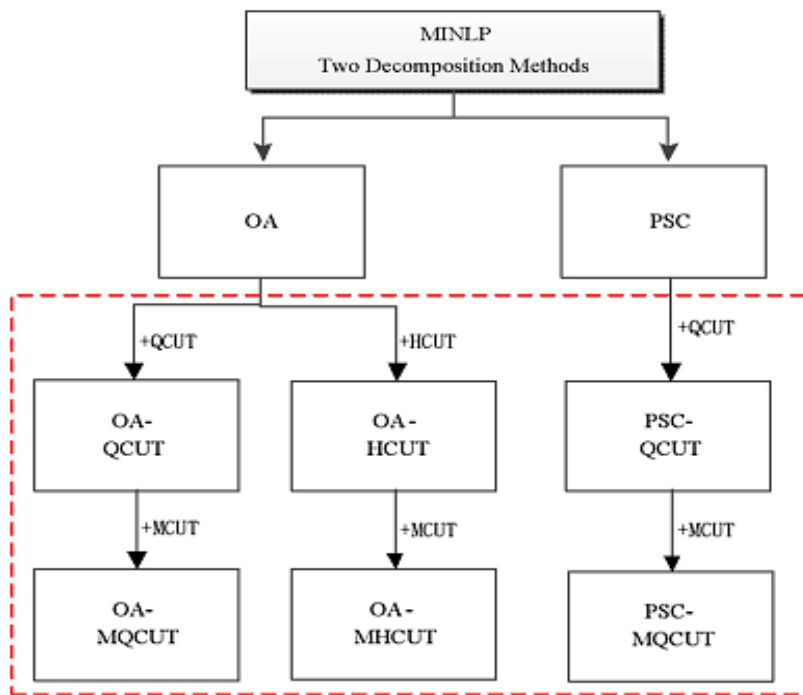 MINLP
Two Decomposition Methods
OA
PSC
+QCUT
+HCUT
+QCUT
OA-
QCUT
OA-
HCUT
PSC-
QCUT
+MCUT
+MCUT
+MCUT
OA-
MQCUT
OA-
MHCUT
PSC-
MQCUT